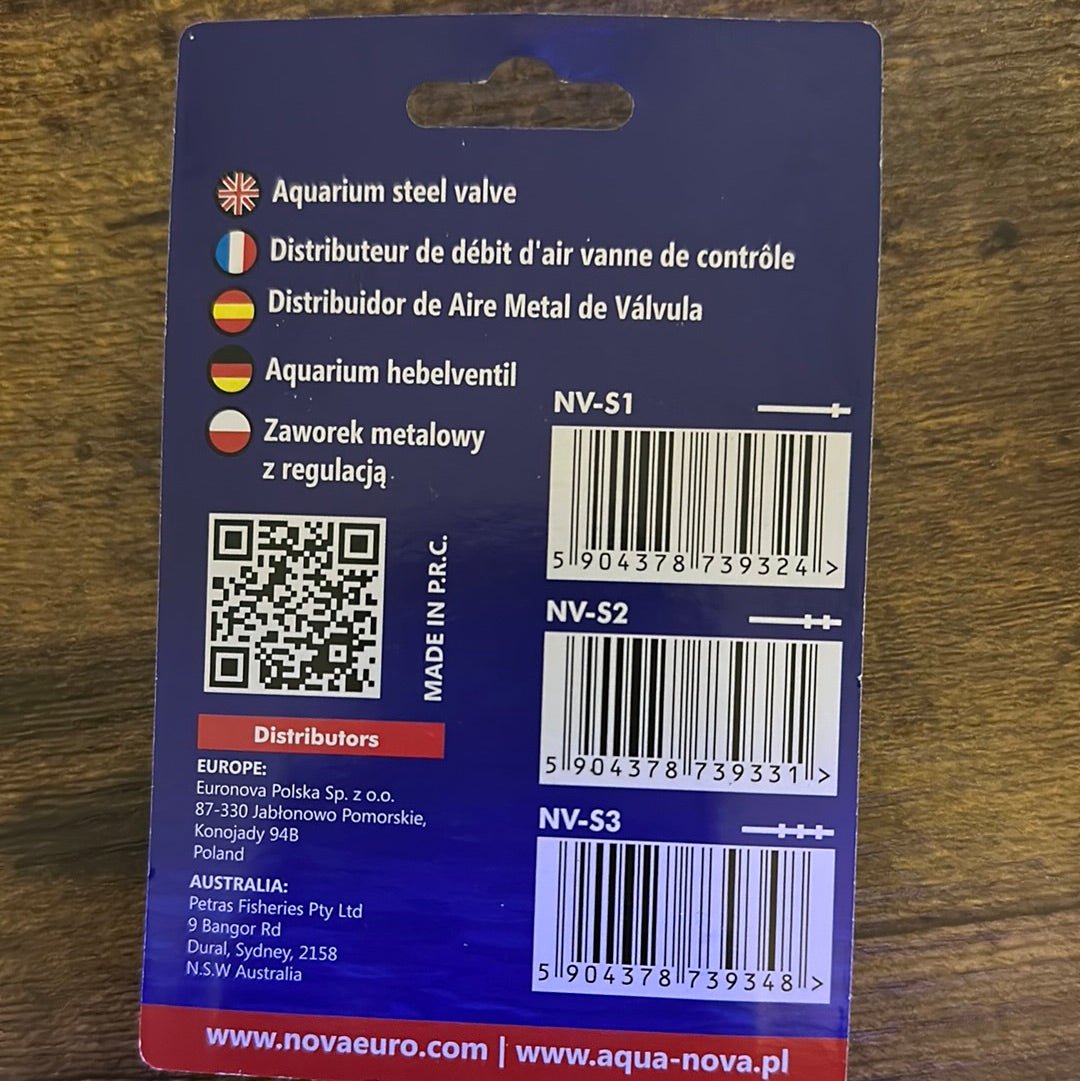 Aquarium steel valve
Distributeur de débit d'air vanne de contrôle
Distribuidor de Aire Metal de Válvula
Aquarium hebelventil
Zaworek metalowy
z regulacją
MADE IN P.R.C.
Distributors
EUROPE:
Euronova Polska Sp. z o.o.
87-330 Jabłonowo Pomorskie,
Konojady 94B
Poland
AUSTRALIA:
Petras Fisheries Pty Ltd
9 Bangor Rd
Dural, Sydney, 2158
N.S.W Australia
NV-S1
5 904378 739324 >
NV-S2
5 904378 739331 >
NV-S3
5 904378 739348 >
www.novaeuro.com | www.aqua-nova.pl